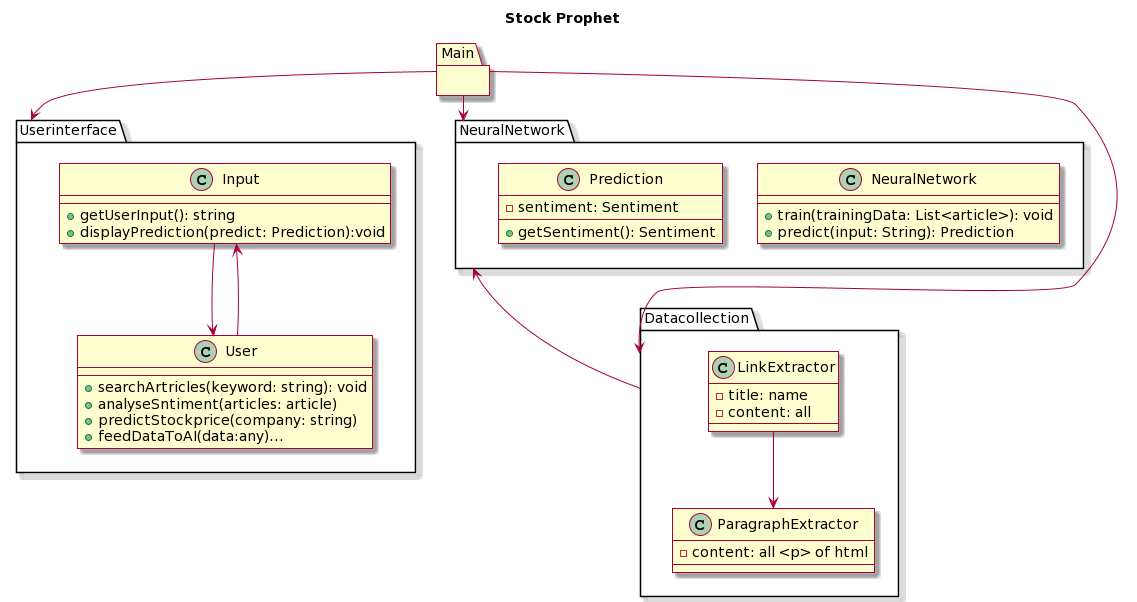 Stock Prophet
Main
Userinterface
C Input
getUserInput(): string
displayPrediction(predict: Prediction):void
C User
searchArtricles(keyword: string): void
analyseSntiment(articles: article)
predictStockprice(company: string)
feedDataToAI(data:any)...
NeuralNetwork
C Prediction
sentiment: Sentiment
getSentiment(): Sentiment
C NeuralNetwork
train(trainingData: List<article>): void
predict(input: String): Prediction
Datacollection
C LinkExtractor
title: name
content: all
C ParagraphExtractor
content: all <p> of html